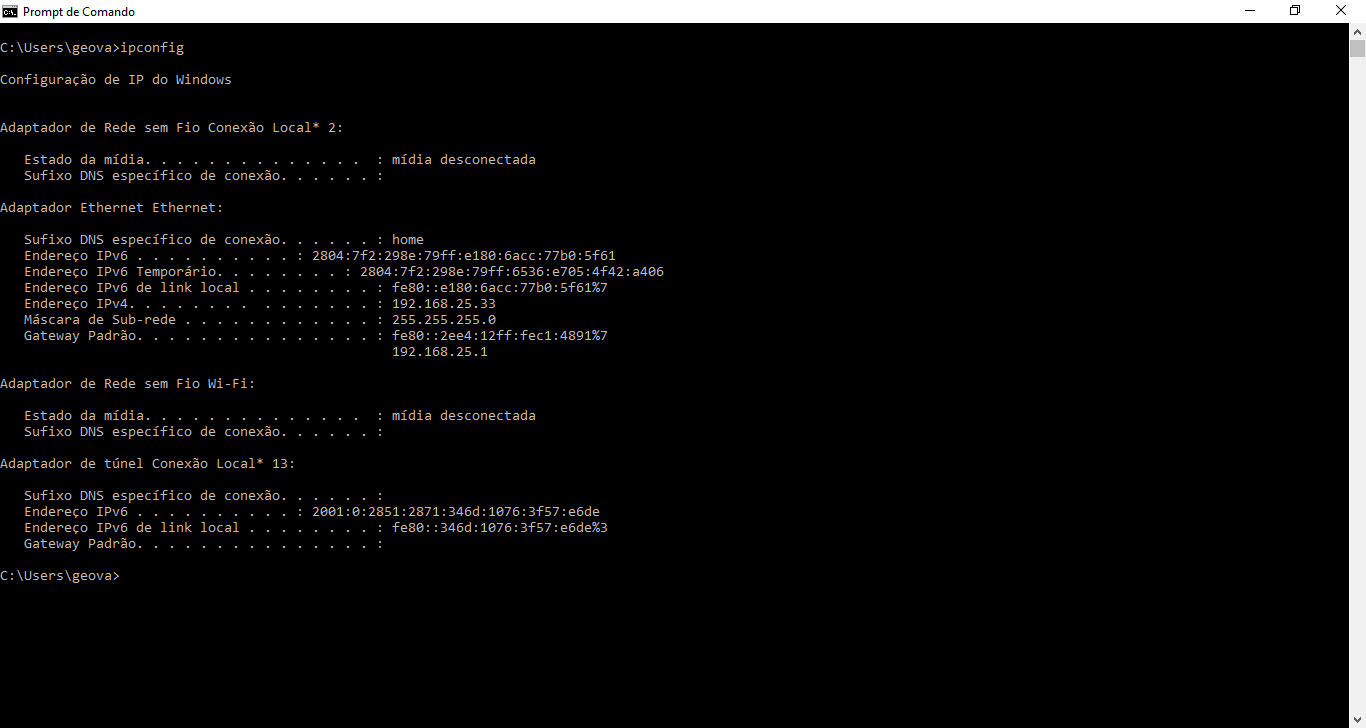 Prompt de Comando
C:\Users\geova>ipconfig
Configuração de IP do Windows
Adaptador de Rede sem Fio Conexão Local* 2:
   Estado da mídia. . . . . . . . . . . . . .  : mídia desconectada
   Sufixo DNS específico de conexão. . . . . . :
Adaptador Ethernet Ethernet:
   Sufixo DNS específico de conexão. . . . . . : home
   Endereço IPv6 . . . . . . . . . . : 2804:7f2:298e:79ff:e180:6acc:77b0:5f61
   Endereço IPv6 Temporário. . . . . . . . : 2804:7f2:298e:79ff:6536:e705:4f42:a406
   Endereço IPv6 de link local . . . . . . . . : fe80::e180:6acc:77b0:5f61%7
   Endereço IPv4. . . . . . . .  . . . . . . . : 192.168.25.33
   Máscara de Sub-rede . . . . . . . . . . . . : 255.255.255.0
   Gateway Padrão. . . . . . . . . . . . . . . : fe80::2ee4:12ff:fec1:4891%7
                                              192.168.25.1
Adaptador de Rede sem Fio Wi-Fi:
   Estado da mídia. . . . . . . . . . . . . .  : mídia desconectada
   Sufixo DNS específico de conexão. . . . . . :
Adaptador de túnel Conexão Local* 13:
   Sufixo DNS específico de conexão. . . . . . :
   Endereço IPv6 . . . . . . . . . . : 2001:0:2851:2871:346d:1076:3f57:e6de
   Endereço IPv6 de link local . . . . . . . . : fe80::346d:1076:3f57:e6de%3
   Gateway Padrão. . . . . . . . . . . . . . . :
C:\Users\geova>